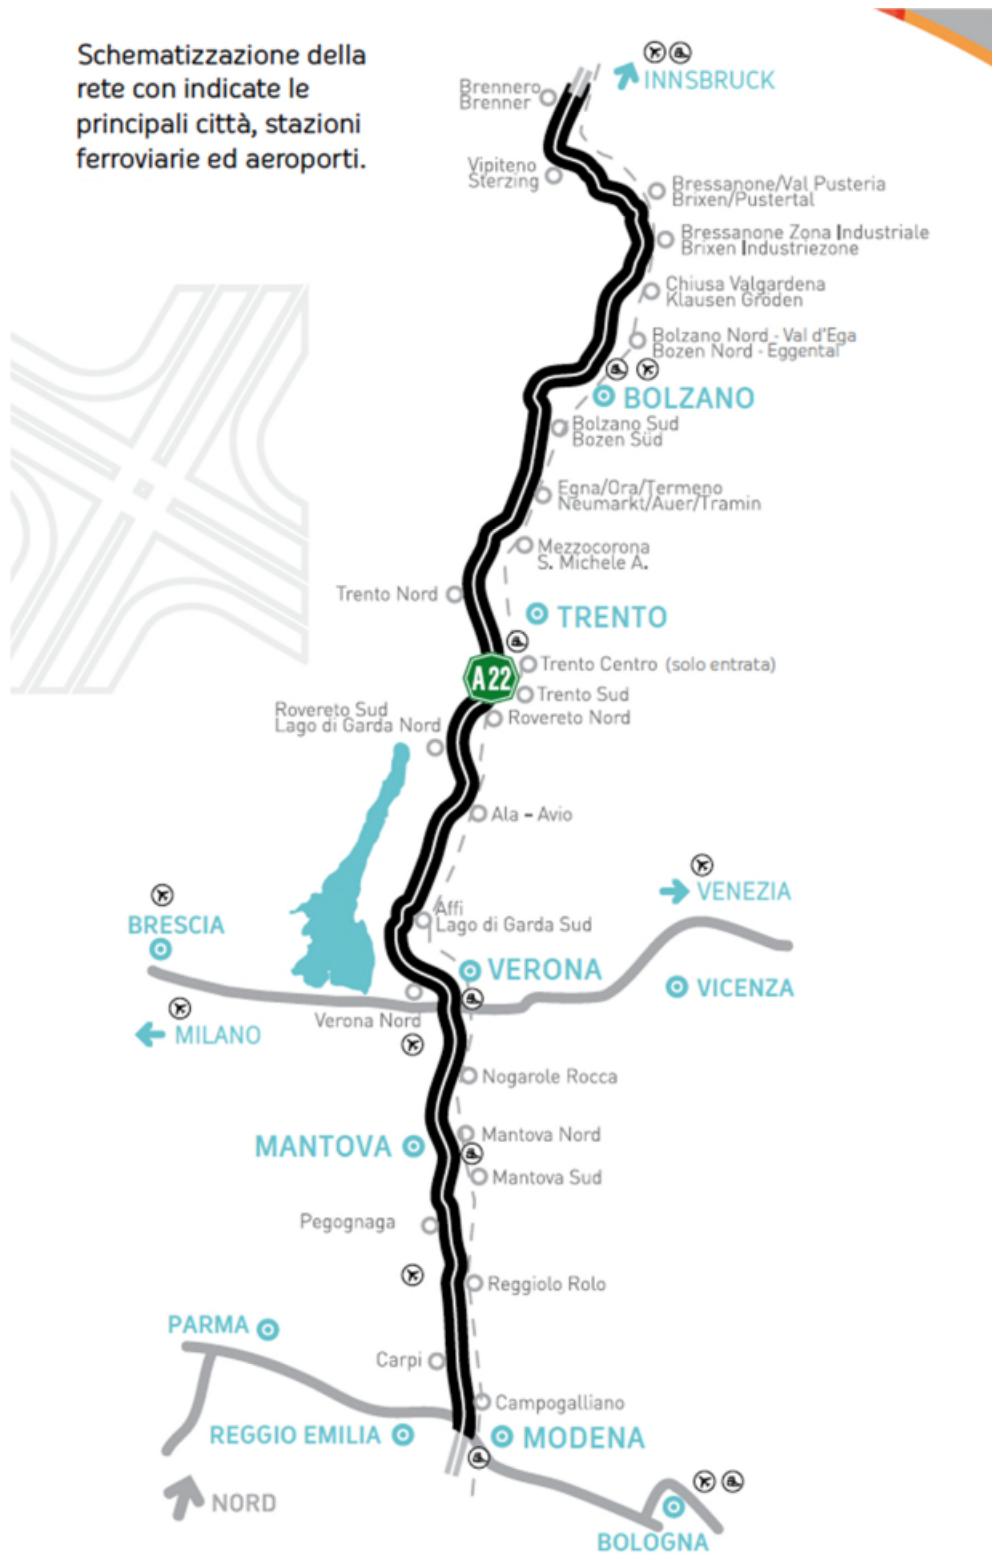 Schematizzazione della
rete con indicate le
principali città, stazioni
ferroviarie ed aeroporti.
INNSBRUCK
Brennero
Brenner
Vipiteno
Sterzing
Bressanone/Val Pusteria
Brixen/Pustertal
Bressanone Zona Industriale
Brixen Industriezone
Chiusa Valgardena
Klausen Gröden
Bolzano Nord - Val d'Ega
Bozen Nord - Eggental
BOLZANO
Bolzano Sud
Bozen Süd
Egna/Ora/Termeno
Neumarkt/Auer/Tramin
Mezzocorona
S. Michele A.
Trento Nord
TRENTO
Trento Centro (solo entrata)
A22
Trento Sud
Rovereto Sud
Lago di Garda Nord
Rovereto Nord
Ala - Avio
VENEZIA
Affi
Lago di Garda Sud
BRESCIA
VERONA
VICENZA
Verona Nord
MILANO
Nogarole Rocca
Mantova Nord
MANTOVA
Mantova Sud
Pegognaga
Reggiolo Rolo
PARMA
Carpi
Campogalliano
REGGIO EMILIA
MODENA
NORD
BOLOGNA